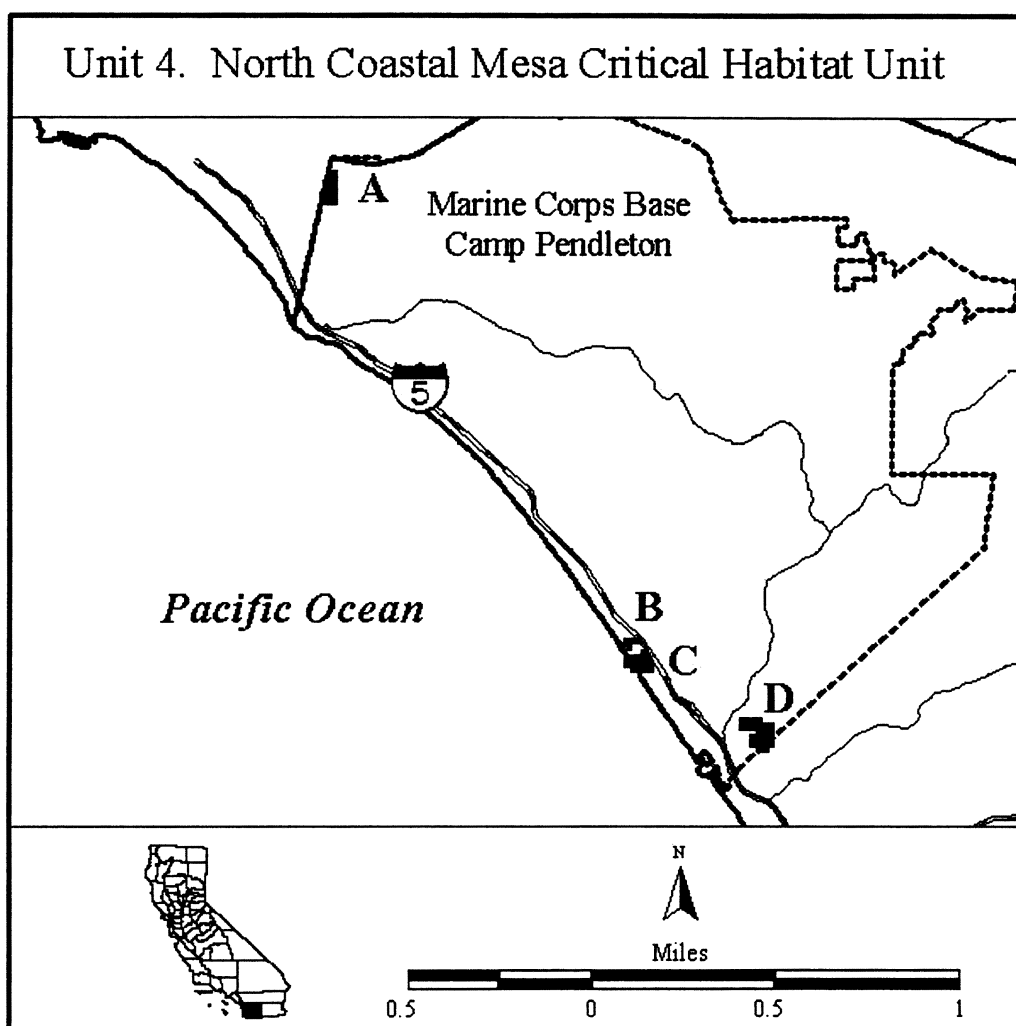 Unit 4. North Coastal Mesa Critical Habitat Unit
A
Marine Corps Base
Camp Pendleton
5
Pacific Ocean
B
C
D
N
Miles
0.5 0 0.5 1